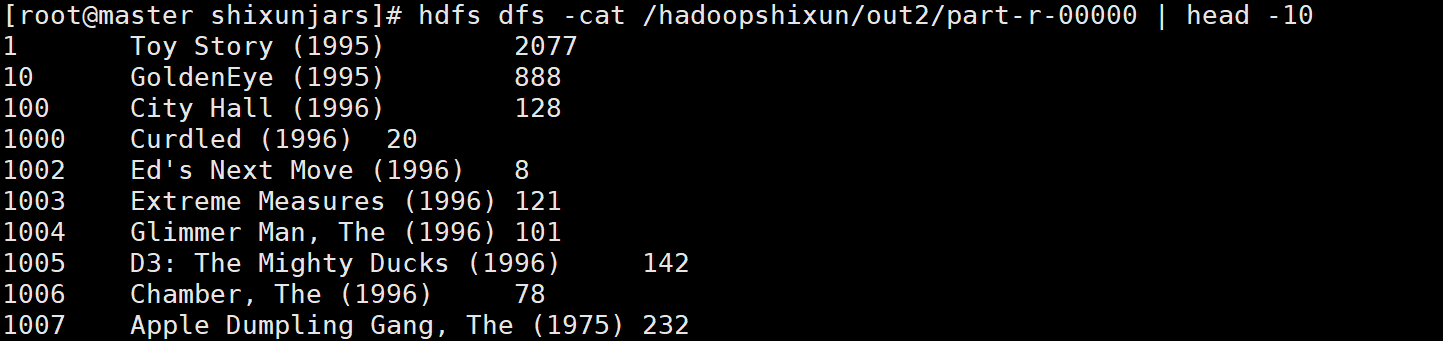 [root@master shixunjars]# hdfs dfs -cat /hadoopshixun/out2/part-r-00000 | head -10
1       Toy Story (1995)        2077
10      GoldenEye (1995)        888
100     City Hall (1996)        128
1000    Curdled (1996)  20
1002    Ed's Next Move (1996)   8
1003    Extreme Measures (1996) 121
1004    Glimmer Man, The (1996) 101
1005    D3: The Mighty Ducks (1996)     142
1006    Chamber, The (1996)     78
1007    Apple Dumpling Gang, The (1975) 232